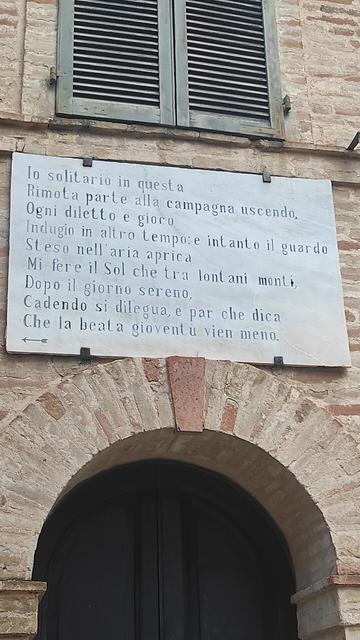 Io solitario in questa
Rimota parte alla campagna uscendo,
Ogni diletto e gioco
Indugio in altro tempo: e intanto il guardo
Steso nell'aria aprica
Mi fere il Sol che tra lontani monti,
Dopo il giorno sereno,
Cadendo si dilegua, e par che dica
Che la beata gioventù vien meno.